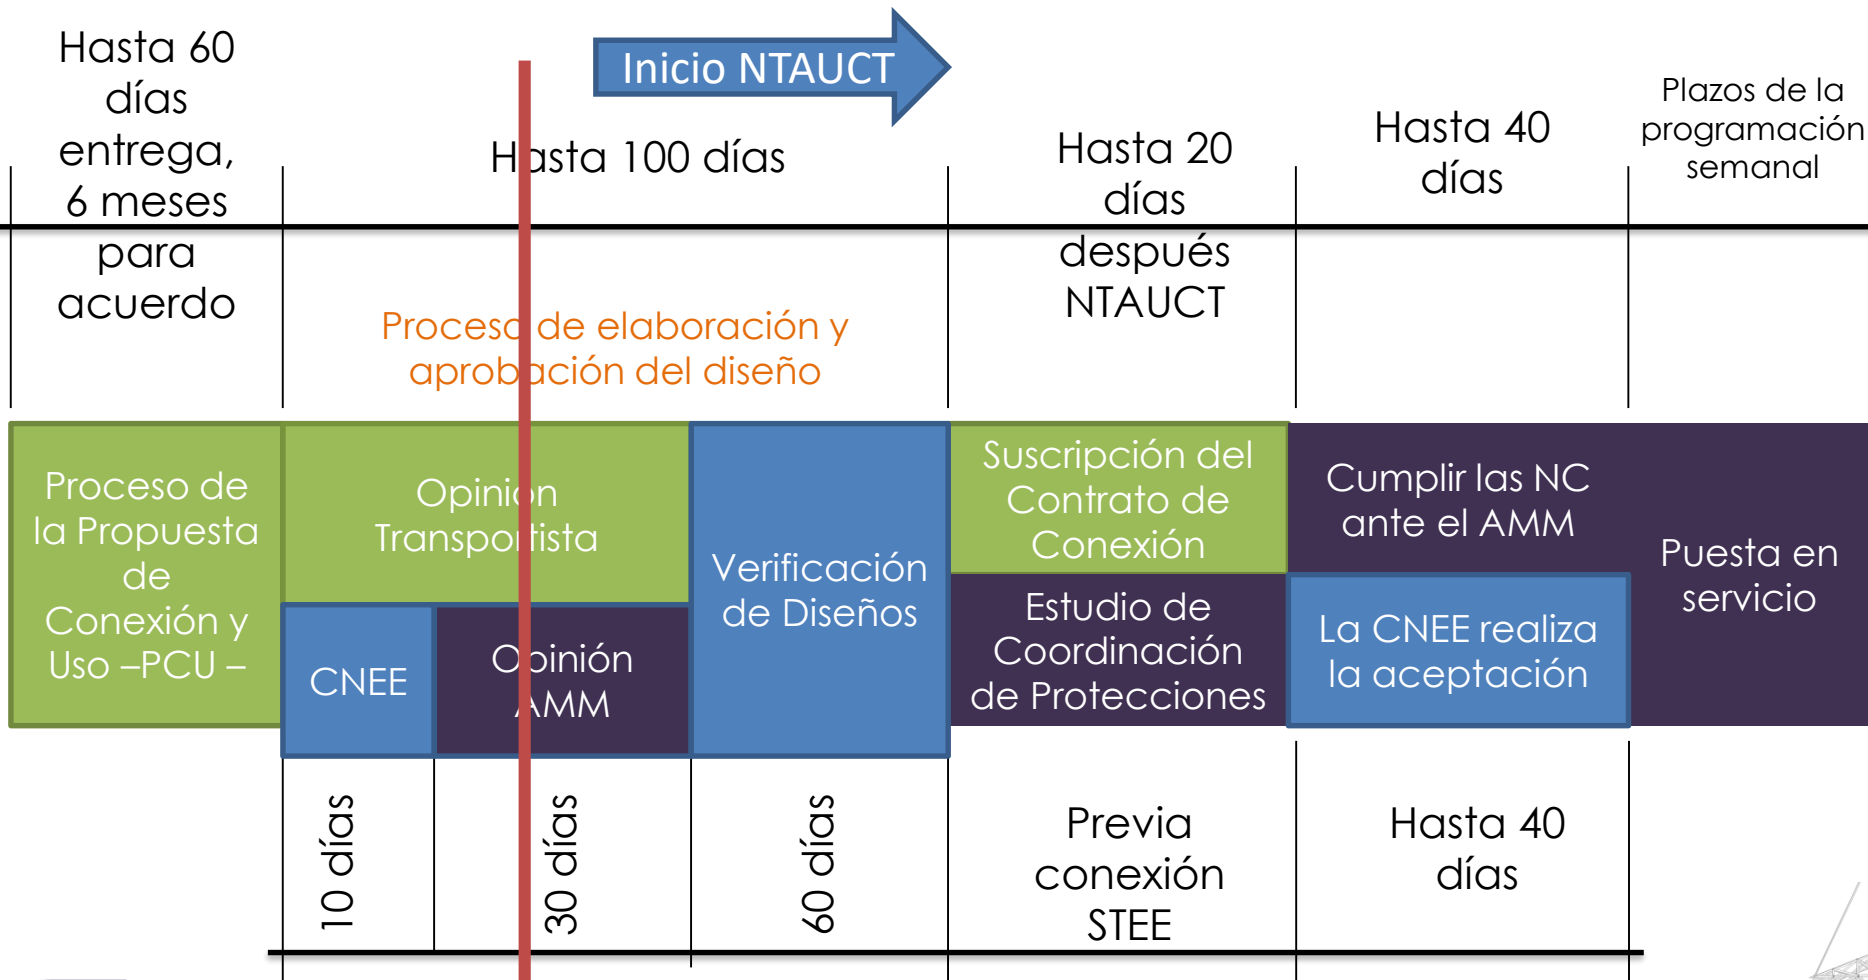 Hasta 60
días
entrega,
6 meses
para
acuerdo
Inicio NTAUCT
Hasta 100 días
Hasta 20
días
después
NTAUCT
Hasta 40
días
Plazos de la
programación
semanal
Proceso de elaboración y
aprobación del diseño
Proceso de
la Propuesta
de
Conexión y
Uso –PCU –
Opinión
Transportista
CNEE
Opinión
AMM
Verificación
de Diseños
Suscripción del
Contrato de
Conexión
Estudio de
Coordinación
de Protecciones
Cumplir las NC
ante el AMM
La CNEE realiza
la aceptación
Puesta en
servicio
10 días
30 días
60 días
Previa
conexión
STEE
Hasta 40
días